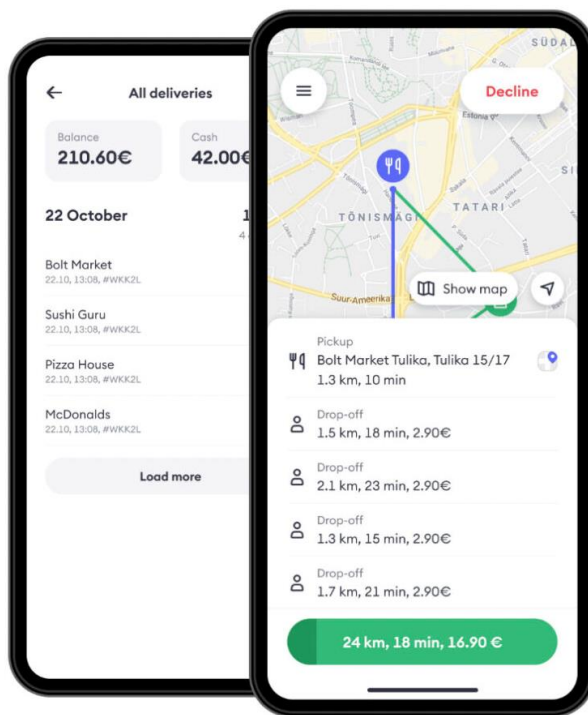 All deliveries
Balance
Cash
210.60€
42.00€
22 October
1
4
Bolt Market
22.10, 13:08, #WKK2L
Sushi Guru
22.10, 13:08, #WKK2L
Pizza House
22.10, 13:08, #WKK2L
McDonalds
22.10, 13:08, #WKK2L
Load more
SÜDAL
Decline
Estonia
TÕNISMÄGI
TATARI
Show map
Suur-Ameerika
Pickup
Bolt Market Tulika, Tulika 15/17
1.3 km, 10 min
Drop-off
1.5 km, 18 min, 2.90€
Drop-off
2.1 km, 23 min, 2.90€
Drop-off
1.3 km, 15 min, 2.90€
Drop-off
1.7 km, 21 min, 2.90€
24 km, 18 min, 16.90 €